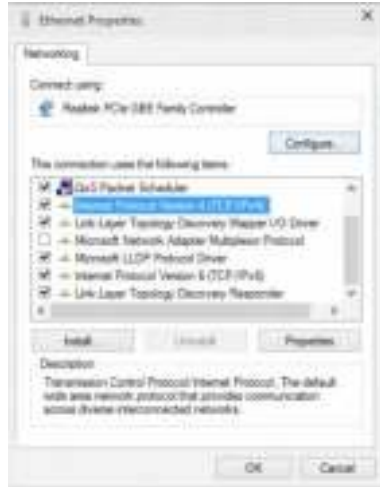 Ethernet Properties
Networking
Connect using:
Realtek PCIe GBE Family Controller
Configure...
This connection uses the following items:
QoS Packet Scheduler
Internet Protocol Version 4 (TCP/IPv4)
Link-Layer Topology Discovery Mapper I/O Driver
Microsoft Network Adapter Multiplexor Protocol
Microsoft LLDP Protocol Driver
Internet Protocol Version 6 (TCP/IPv6)
Link-Layer Topology Discovery Responder
Install...
Uninstall
Properties
Description
Transmission Control Protocol/Internet Protocol. The default
wide area network protocol that provides communication
across diverse interconnected networks.
OK
Cancel